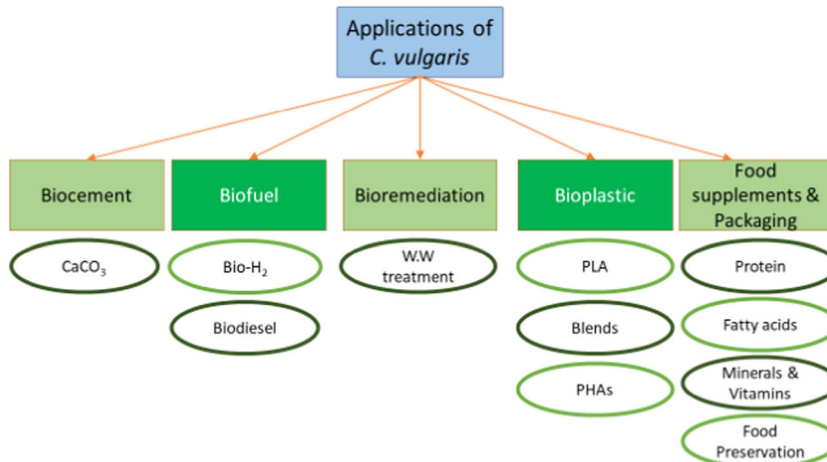 Applications of
C. vulgaris
Biocement
Biofuel
Bioremediation
Bioplastic
Food
supplements &
Packaging
CaCO₃
Bio-H₂
W.W
treatment
PLA
Protein
Biodiesel
Blends
Fatty acids
PHAs
Minerals &
Vitamins
Food
Preservation